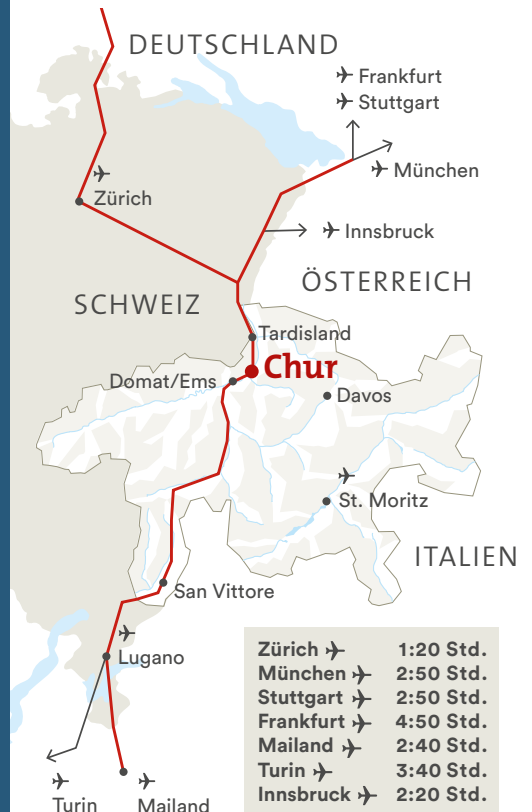 DEUTSCHLAND
Frankfurt
Stuttgart
München
Zürich
Innsbruck
ÖSTERREICH
SCHWEIZ
Tardisland
Chur
Domat/Ems
Davos
St. Moritz
ITALIEN
San Vittore
Lugano
Turin
Mailand
Zürich 1:20 Std.
München 2:50 Std.
Stuttgart 2:50 Std.
Frankfurt 4:50 Std.
Mailand 2:40 Std.
Turin 3:40 Std.
Innsbruck 2:20 Std.